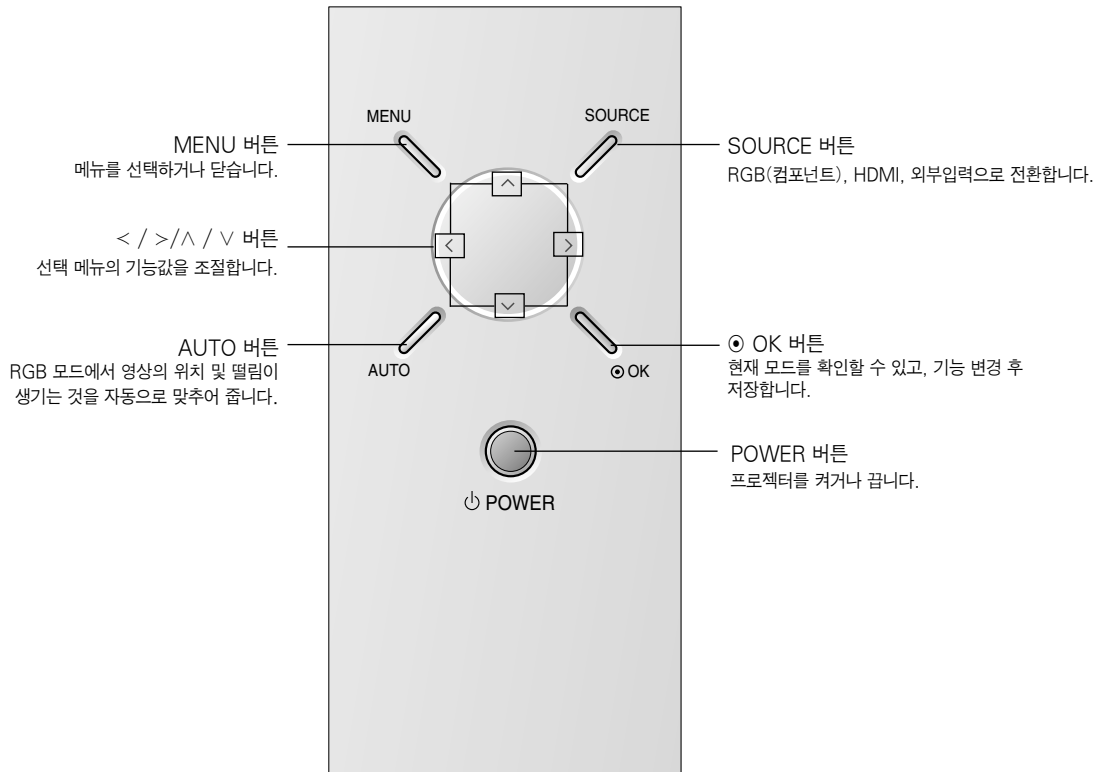 MENU
SOURCE
MENU 버튼
메뉴를 선택하거나 닫습니다.
SOURCE 버튼
RGB(컴포넌트), HDMI, 외부입력으로 전환합니다.
< / >/∧ / ∨ 버튼
선택 메뉴의 기능값을 조절합니다.
AUTO 버튼
RGB 모드에서 영상의 위치 및 떨림이
생기는 것을 자동으로 맞추어 줍니다.
AUTO
⊙ OK
⊙ OK 버튼
현재 모드를 확인할 수 있고, 기능 변경 후
저장합니다.
POWER 버튼
프로젝터를 켜거나 끕니다.
⏻ POWER